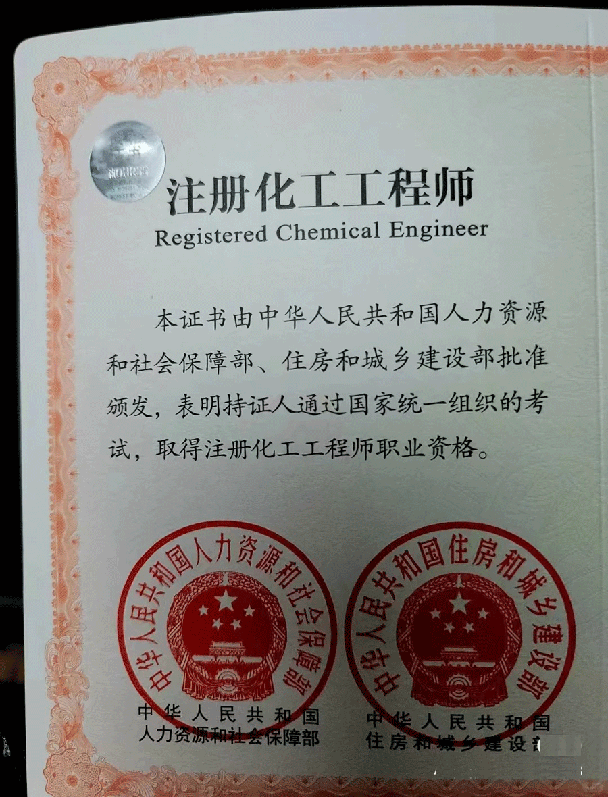 注册化工工程师
Registered Chemical Engineer
本证书由中华人民共和国人力资源
和社会保障部、住房和城乡建设部批准
颁发，表明持证人通过国家统一组织的考
试，取得注册化工工程师职业资格。
中华人民共和国人力资源和社会保障部
中华人民共和国住房和城乡建设部
中华人民共和国
人力资源和社会保障部
中华人民共和国
住房和城乡建设